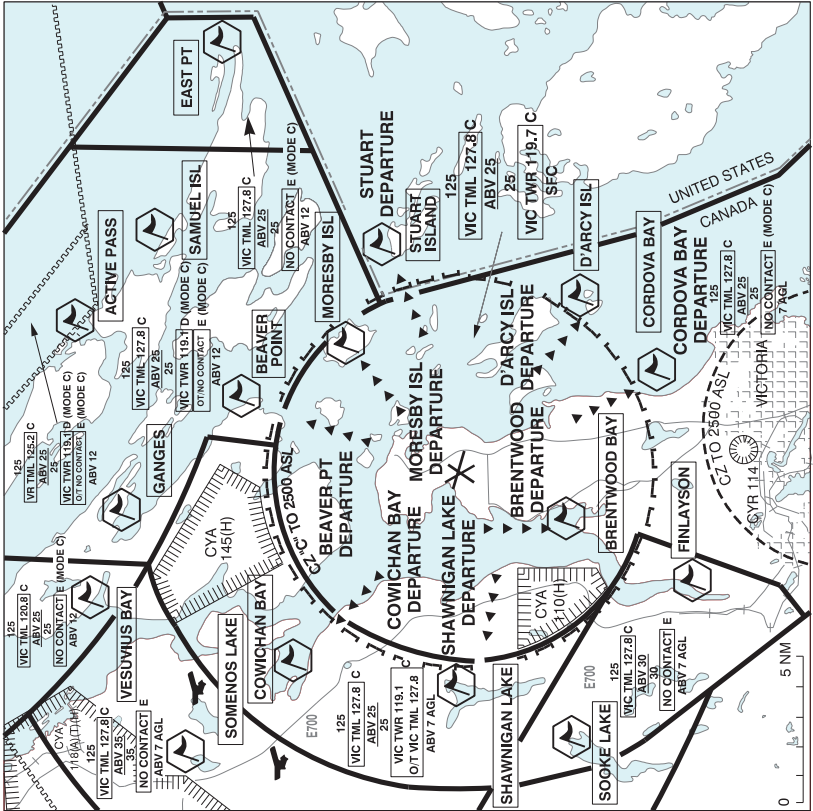 EAST PT
SAMUEL ISL
125
VIC TML 127.8 C
ABV 25
25
NO CONTACT E (MODE C)
ABV 12
STUART
DEPARTURE
STUART
ISLAND
125
VIC TML 127.8 C
ABV 25
25
VIC TWR 119.7 C
SFC
UNITED STATES
CANADA
ACTIVE PASS
MORESBY ISL
D'ARCY ISL
CORDOVA BAY
CORDOVA BAY
DEPARTURE
125
VIC TML 127.8 C
ABV 25
25
NO CONTACT E (MODE C)
7 AGL
125
VIC TML 127.8 C
ABV 25
25
VIC TWR 119.1 D (MODE C)
OT/NO CONTACT E (MODE C)
ABV 12
BEAVER
POINT
125
VR TML 125.2 C
ABV 25
25
VIC TWR 119.1 D (MODE C)
O/T NO CONTACT E (MODE C)
ABV 12
GANGES
CZ "C" TO 2500 ASL
BEAVER PT
DEPARTURE
MORESBY ISL
DEPARTURE
D'ARCY ISL
DEPARTURE
BRENTWOOD
DEPARTURE
COWICHAN BAY
DEPARTURE
SHAWNIGAN LAKE
DEPARTURE
BRENTWOOD BAY
FINLAYSON
CZ TO 2500 ASL
CYR 114
VICTORIA
CYA
145(H)
CYA
110(H)
125
VIC TML 120.8 C
ABV 25
25
NO CONTACT E (MODE C)
ABV 12
VESUVIUS BAY
SOMENOS LAKE
COWICHAN BAY
CYA
118(A)(T)(H)
125
VIC TML 127.8 C
ABV 35
35
NO CONTACT E
ABV 7 AGL
E700
125
VIC TML 127.8 C
ABV 25
25
VIC TWR 119.1 C
O/T VIC TML 127.8
ABV 7 AGL
SHAWNIGAN LAKE
SOOKE LAKE
E700
125
VIC TML 127.8 C
ABV 30
30
NO CONTACT E
ABV 7 AGL
0 5 NM